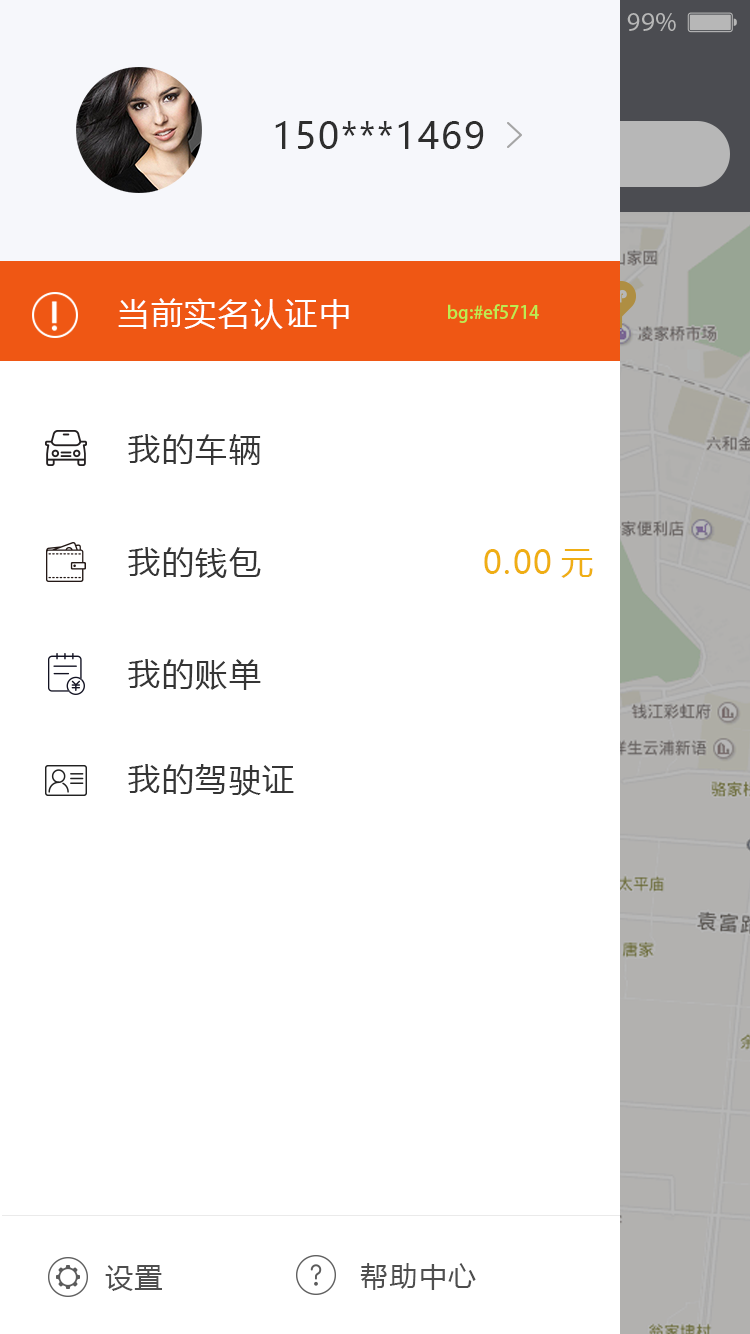 99%
150***1469
当前实名认证中
bg:#ef5714
我的车辆
我的钱包
0.00 元
我的账单
我的驾驶证
设置
帮助中心
家园
凌家桥市场
六和金
家便利店
钱江彩虹府
生云浦新语
骆家
太平庙
袁富路
唐家
翁家埭村